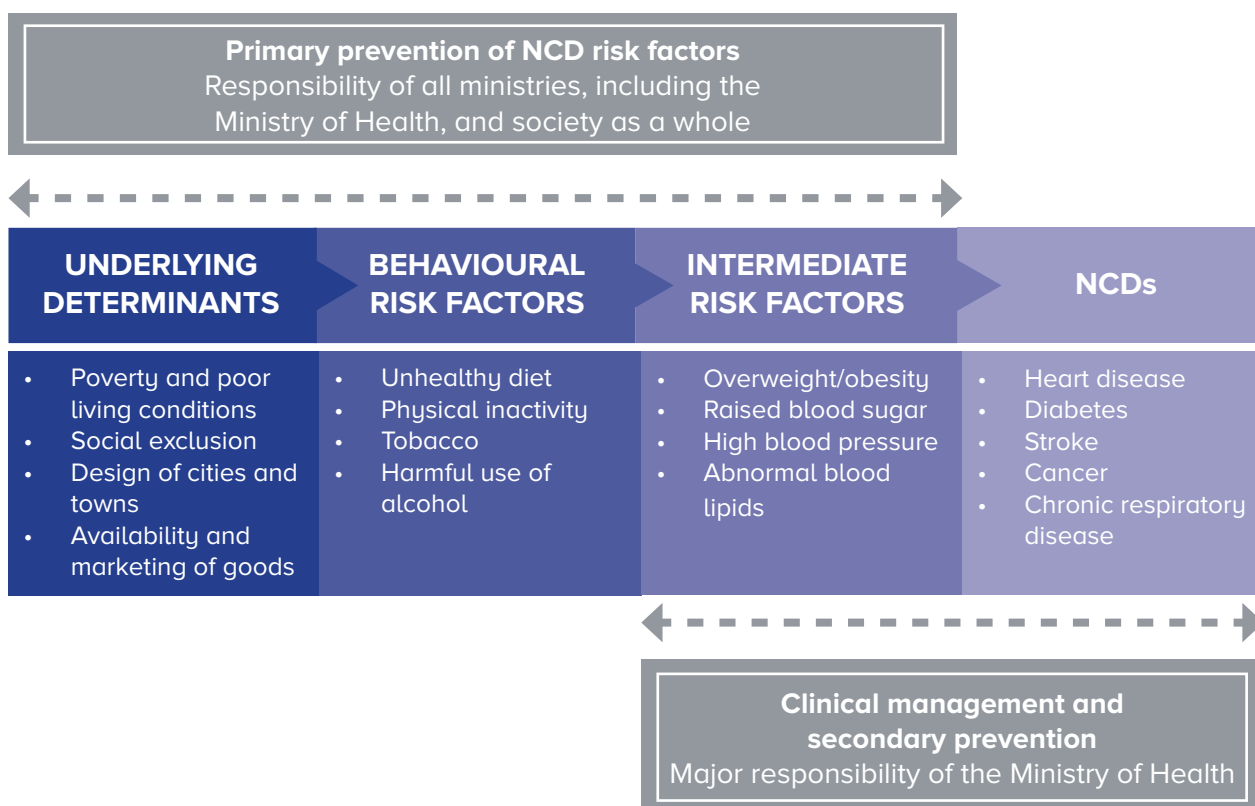 Primary prevention of NCD risk factors
Responsibility of all ministries, including the
Ministry of Health, and society as a whole
UNDERLYING
DETERMINANTS
BEHAVIOURAL
RISK FACTORS
INTERMEDIATE
RISK FACTORS
NCDs
• Poverty and poor
living conditions
• Social exclusion
• Design of cities and
towns
• Availability and
marketing of goods
• Unhealthy diet
• Physical inactivity
• Tobacco
• Harmful use of
alcohol
• Overweight/obesity
• Raised blood sugar
• High blood pressure
• Abnormal blood
lipids
• Heart disease
• Diabetes
• Stroke
• Cancer
• Chronic respiratory
disease
Clinical management and
secondary prevention
Major responsibility of the Ministry of Health